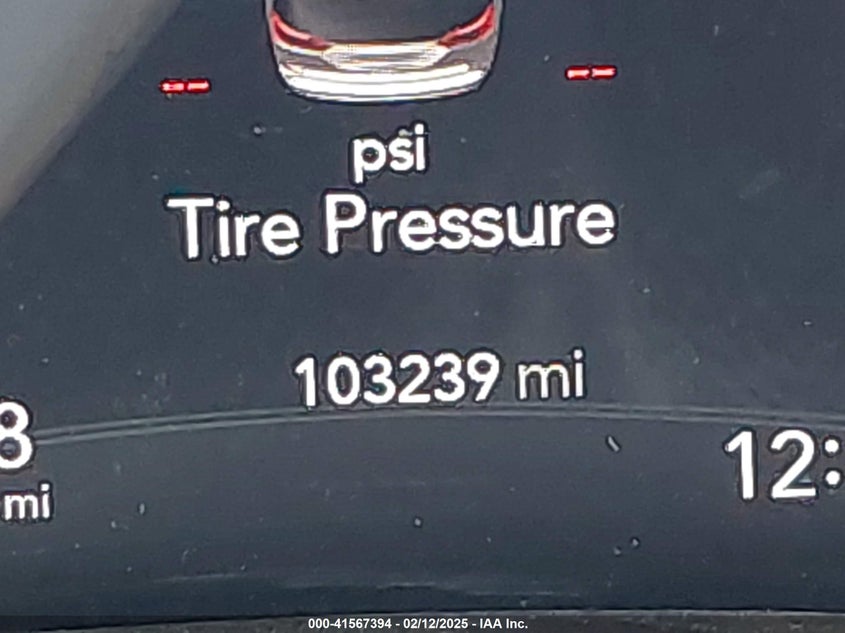 -- --
psi
Tire Pressure
103239 mi
8
mi
12:
000-41567394 - 02/12/2025 - IAA Inc.